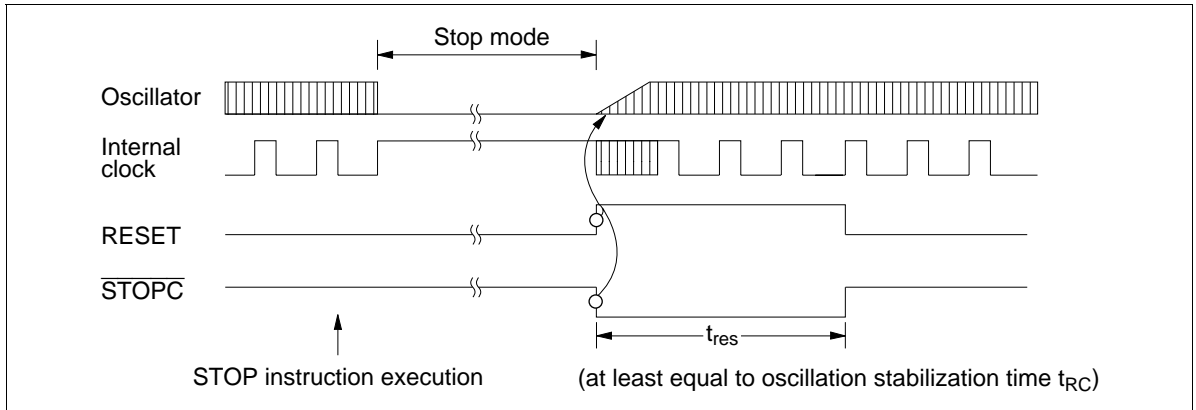 Stop mode
Oscillator
Internal
clock
RESET
STOPC
tres
STOP instruction execution
(at least equal to oscillation stabilization time tRC)